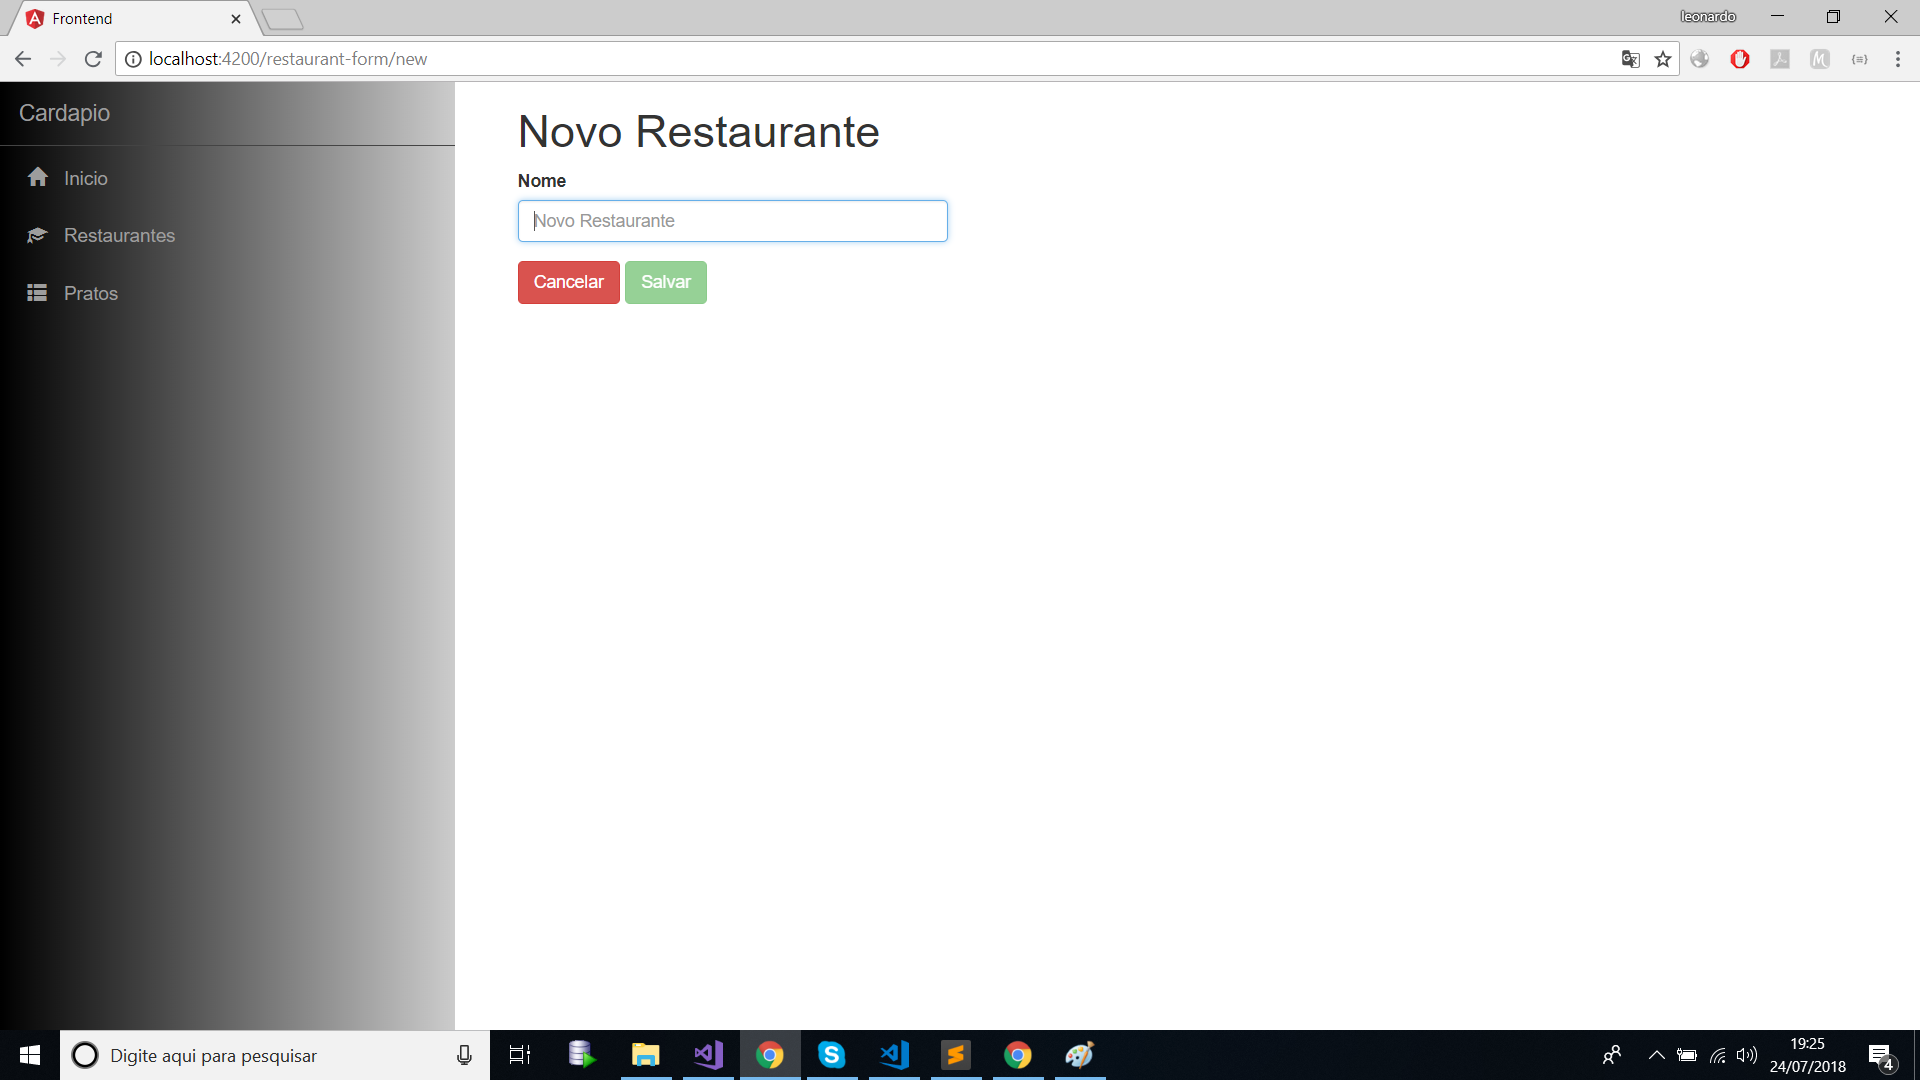 Frontend
leonardo
localhost:4200/restaurant-form/new
Cardapio
Inicio
Restaurantes
Pratos
Novo Restaurante
Nome
Novo Restaurante
Cancelar Salvar
Digite aqui para pesquisar
19:25
24/07/2018
4